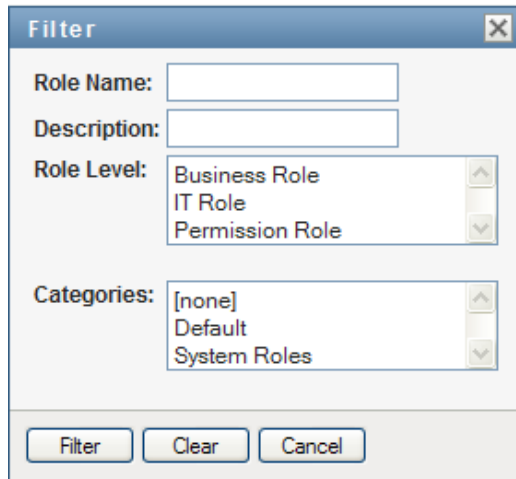 Filter
Role Name:
Description:
Role Level:
Business Role
IT Role
Permission Role
Categories:
[none]
Default
System Roles
Filter Clear Cancel